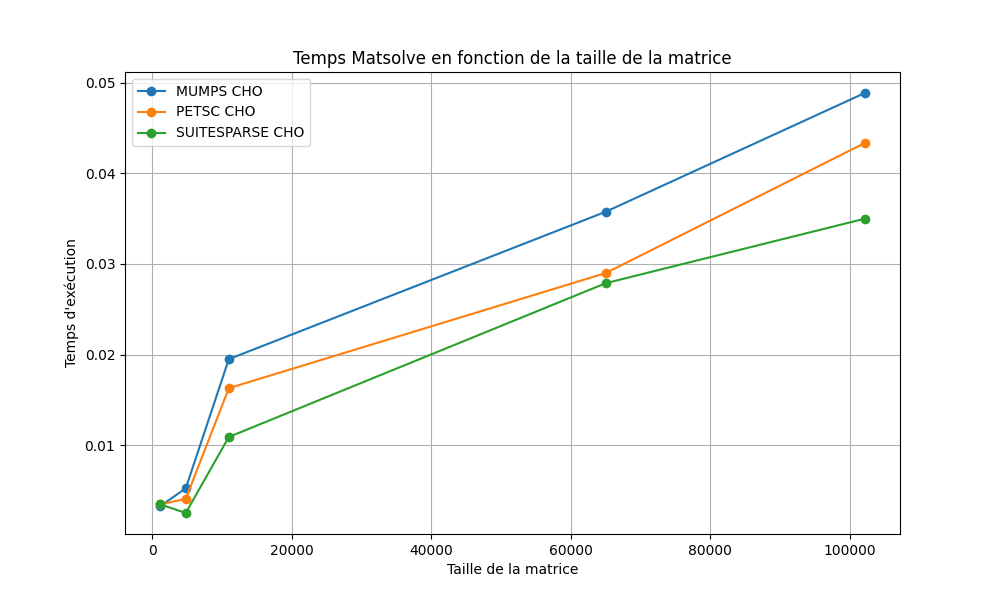 Temps Matsolve en fonction de la taille de la matrice
MUMPS CHO
PETSC CHO
SUITESPARSE CHO
Temps d'exécution
0.05
0.04
0.03
0.02
0.01
0 20000 40000 60000 80000 100000
Taille de la matrice